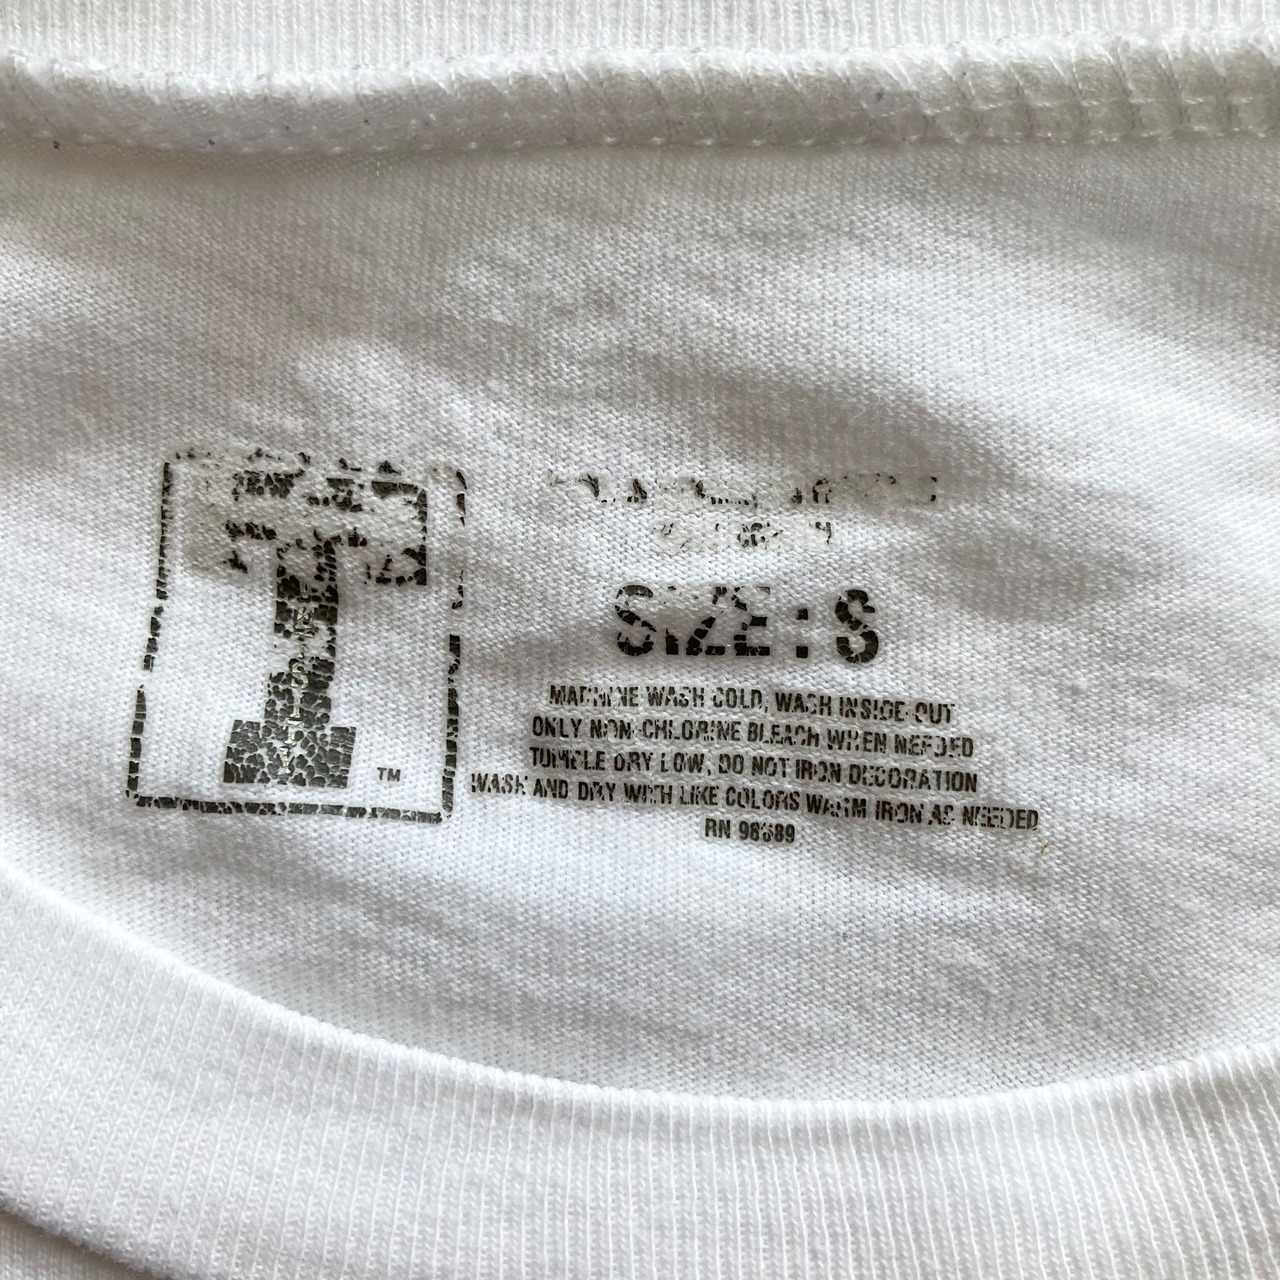 T
TM
SIZE: S
MACHINE WASH COLD, WASH INSIDE OUT
ONLY NON-CHLORINE BLEACH WHEN NEEDED
TUMBLE DRY LOW, DO NOT IRON DECORATION
WASH AND DRY WITH LIKE COLORS WARM IRON AS NEEDED
RN